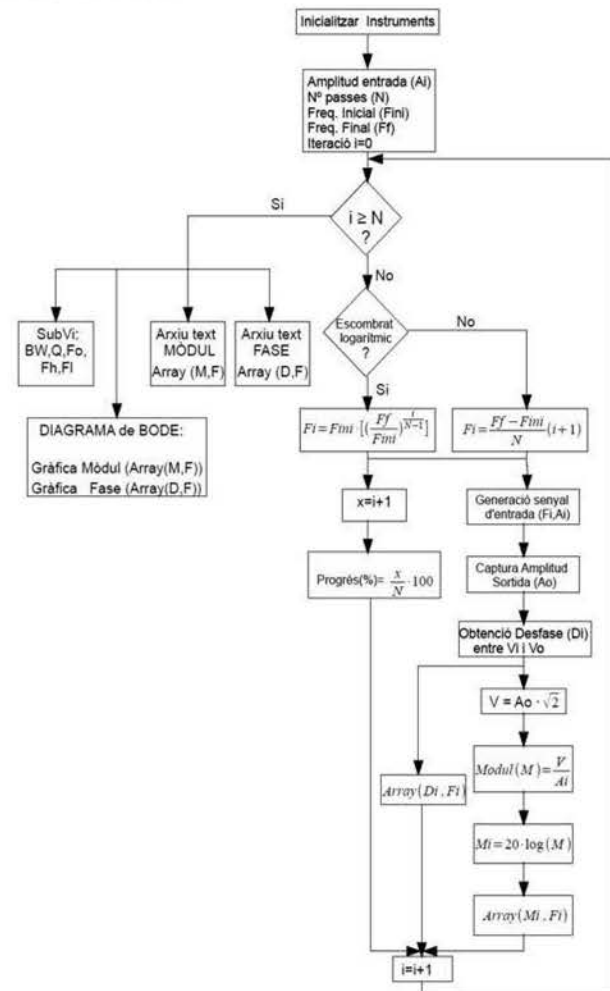 Inicialitzar Instruments
Amplitud entrada (Ai)
Nº passes (N)
Freq. Inicial (Fini)
Freq. Final (Ff)
Iteració i=0
i ≥ N
?
Si
No
SubVi:
BW,Q,Fo,
Fh,Fl
Arxiu text
MÒDUL
Array (M,F)
Arxiu text
FASE
Array (D,F)
DIAGRAMA de BODE:
Gràfica Mòdul (Array(M,F))
Gràfica Fase (Array(D,F))
Escombrat
logarítmic
?
No
Si
Fi=Fini·[(Ff/Fini)^(i/(N−1))]
Fi=(Ff−Fini)/N (i+1)
x=i+1
Progrés(%)= x/N ·100
Generació senyal
d'entrada (Fi,Ai)
Captura Amplitud
Sortida (Ao)
Obtenció Desfase (Di)
entre Vi i Vo
V = Ao · √2
Modul(M)=V/Ai
Array(Di,Fi)
Mi=20·log(M)
Array(Mi,Fi)
i=i+1